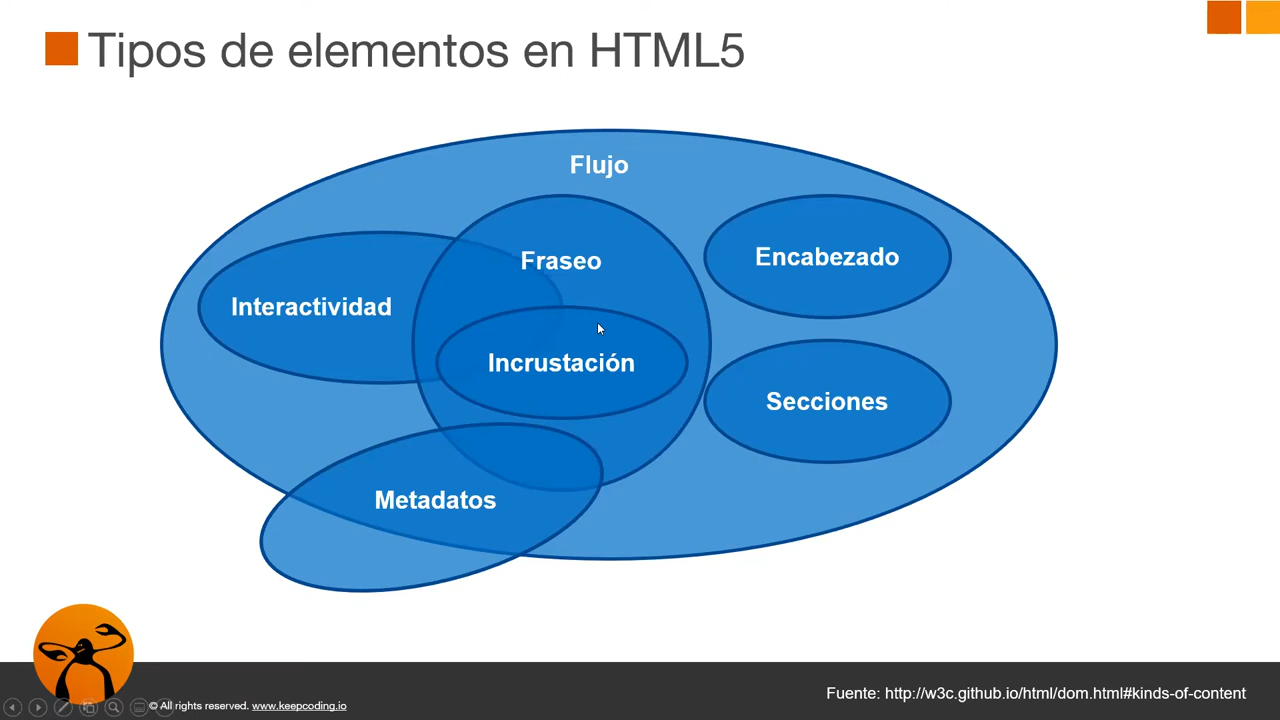 Tipos de elementos en HTML5
Flujo
Fraseo
Encabezado
Interactividad
Incrustación
Secciones
Metadatos
Fuente: http://w3c.github.io/html/dom.html#kinds-of-content
© All rights reserved. www.keepcoding.io